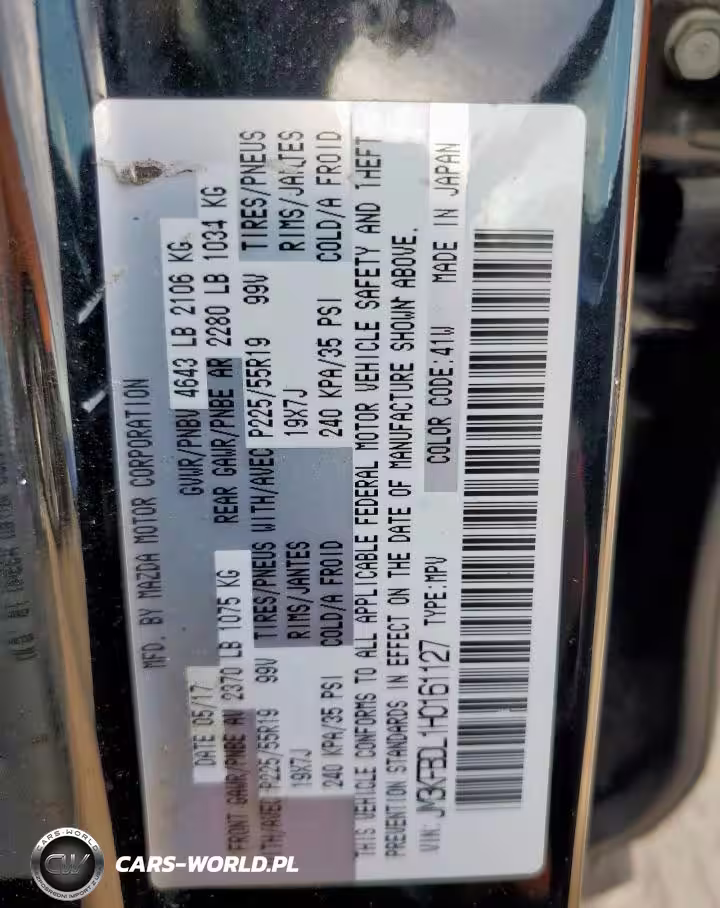 MFD. BY MAZDA MOTOR CORPORATION
DATE: 05/17 GVWR/PNBV 4643 LB 2106 KG
FRONT GAWR/PNBE AV 2370 LB 1075 KG REAR GAWR/PNBE AR 2280 LB 1034 KG
TH/AVEC P225/55R19 99V TIRES/PNEUS WITH/AVEC P225/55R19 99V TIRES/PNEUS
19X7J RIMS/JANTES 19X7J RIMS/JANTES
240 KPA/35 PSI COLD/A FROID 240 KPA/35 PSI COLD/A FROID
THIS VEHICLE CONFORMS TO ALL APPLICABLE FEDERAL MOTOR VEHICLE SAFETY AND THEFT
PREVENTION STANDARDS IN EFFECT ON THE DATE OF MANUFACTURE SHOWN ABOVE.
VIN: JM3KFBDL1H0161127 TYPE:MPV COLOR CODE:41W MADE IN JAPAN
CARS-WORLD
CW
CARS-WORLD.PL